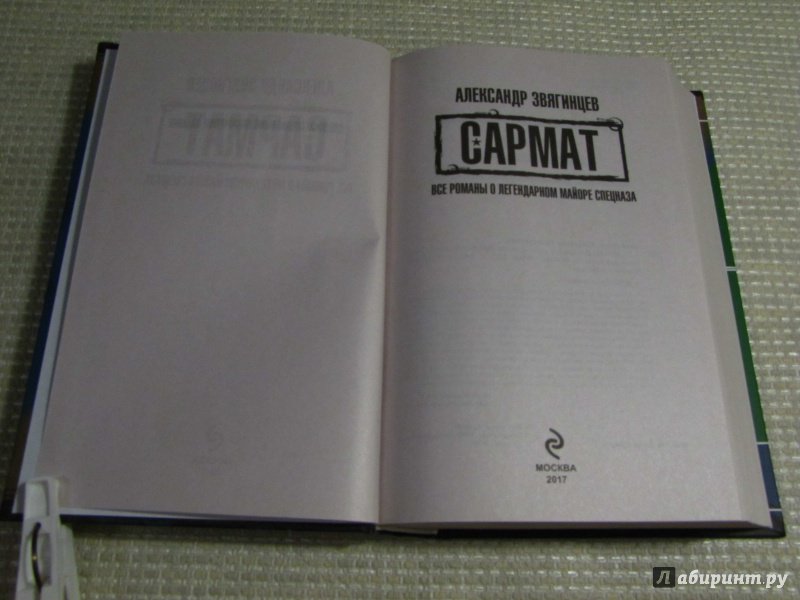 АЛЕКСАНДР ЗВЯГИНЦЕВ
САРМАТ
ВСЕ РОМАНЫ О ЛЕГЕНДАРНОМ МАЙОРЕ СПЕЦНАЗА
МОСКВА
2017
Лабиринт.ру